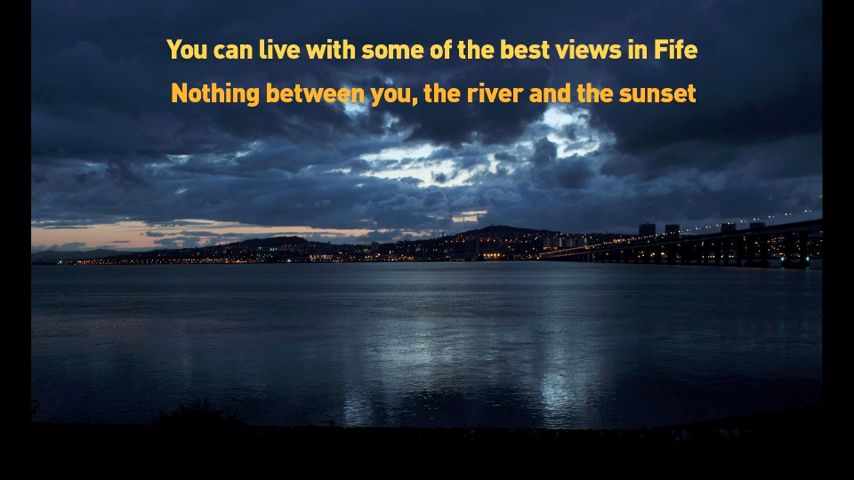 You can live with some of the best views in Fife
Nothing between you, the river and the sunset